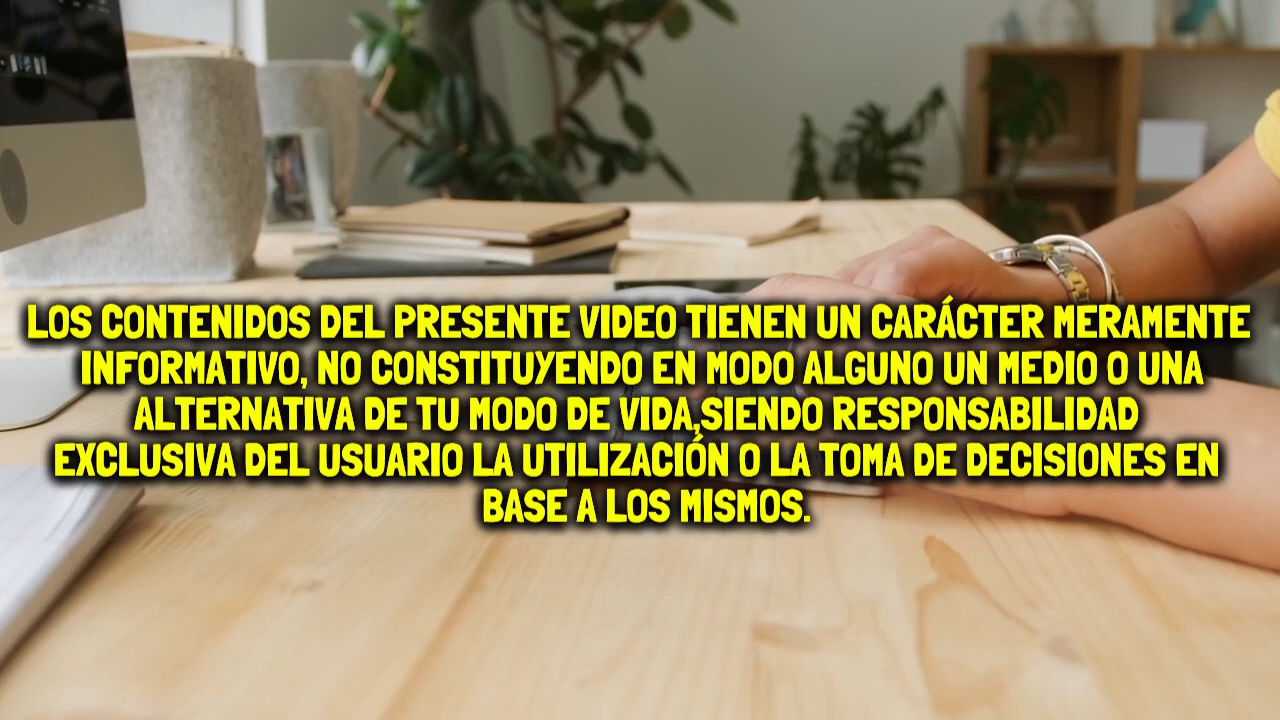 LOS CONTENIDOS DEL PRESENTE VIDEO TIENEN UN CARÁCTER MERAMENTE
INFORMATIVO, NO CONSTITUYENDO EN MODO ALGUNO UN MEDIO O UNA
ALTERNATIVA DE TU MODO DE VIDA,SIENDO RESPONSABILIDAD
EXCLUSIVA DEL USUARIO LA UTILIZACIÓN O LA TOMA DE DECISIONES EN
BASE A LOS MISMOS.